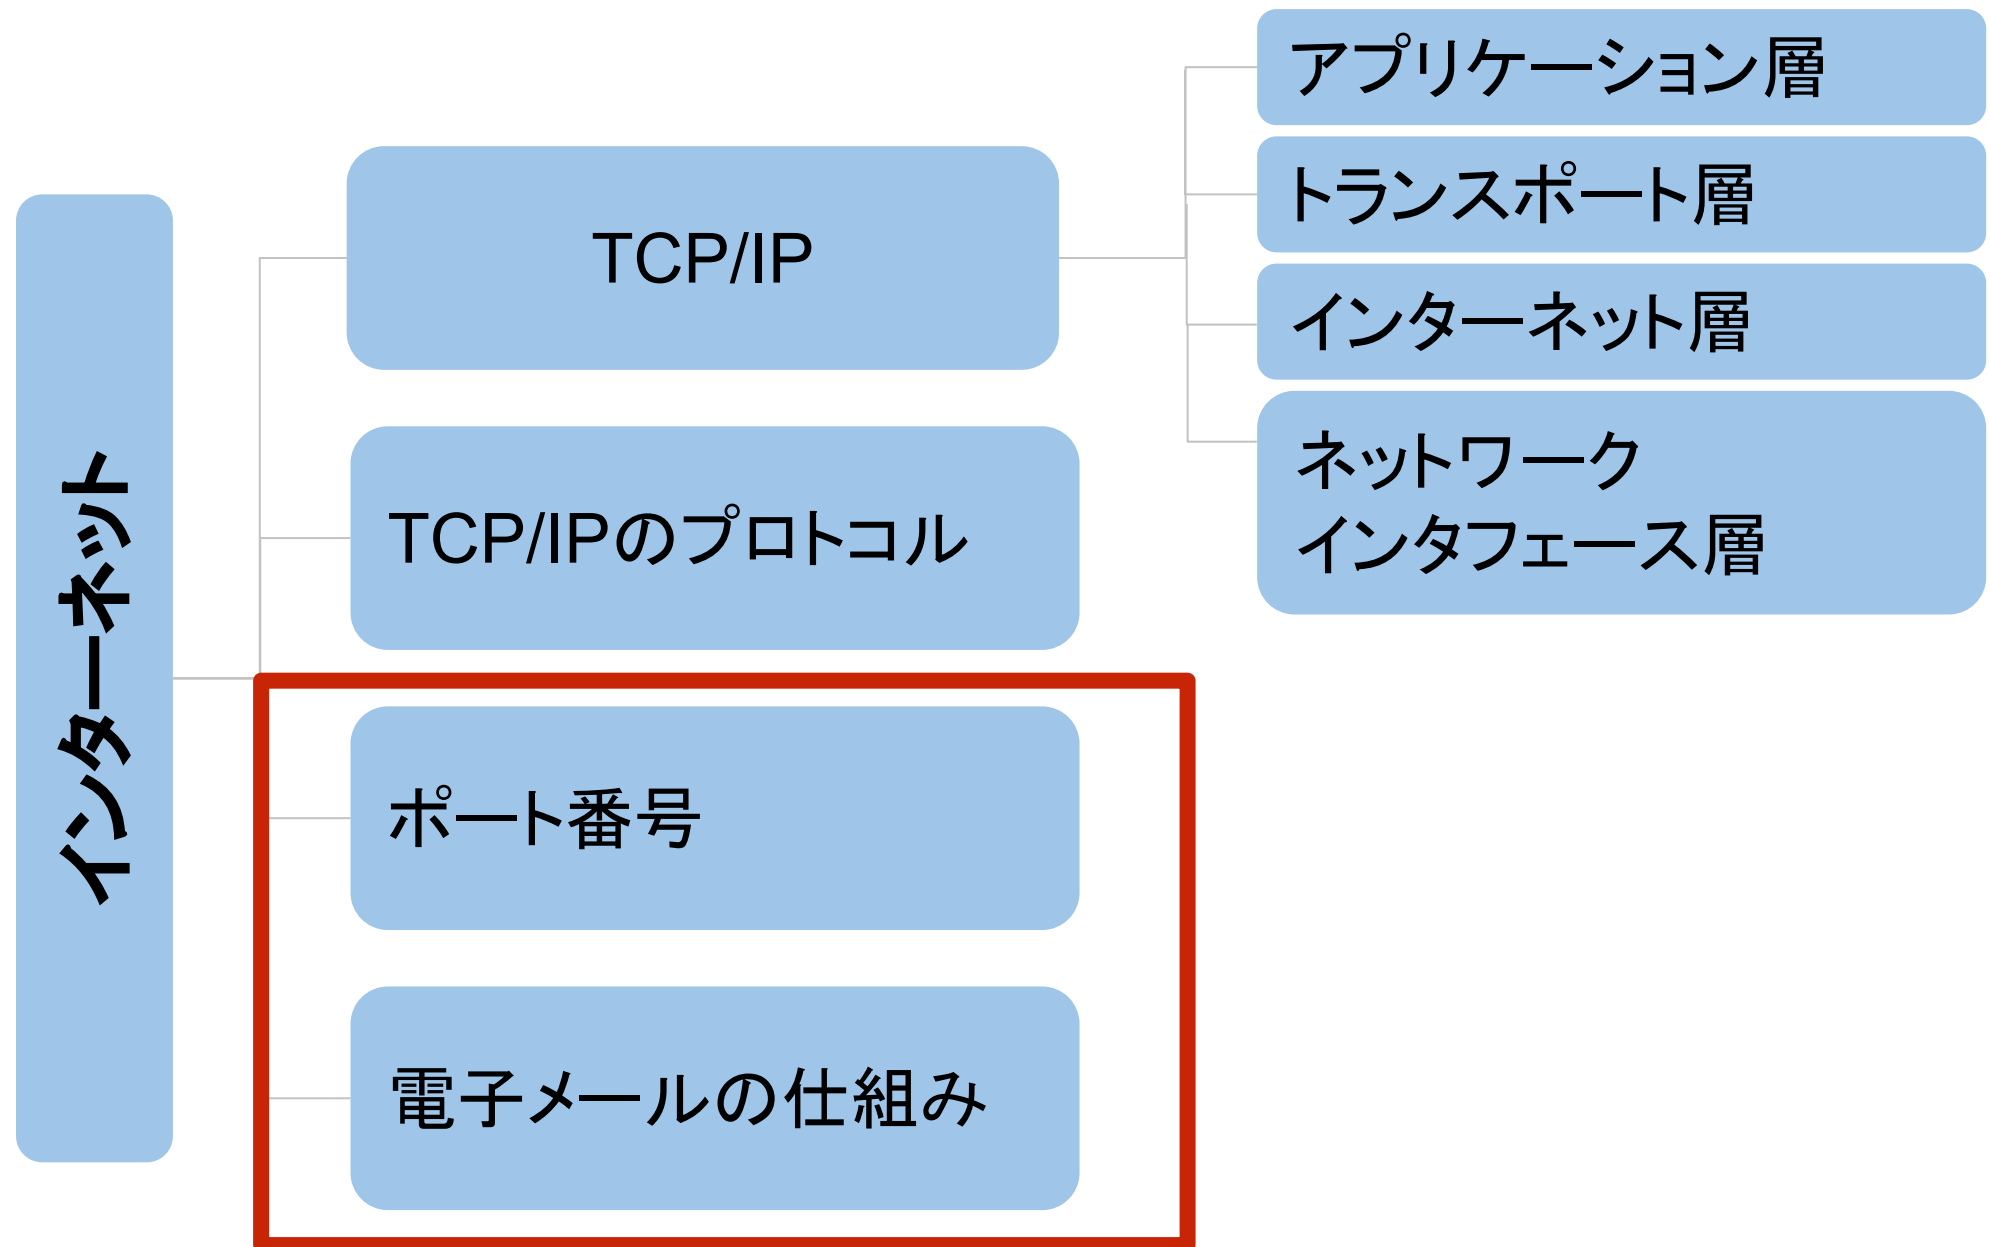 インターネット
TCP/IP
TCP/IPのプロトコル
ポート番号
電子メールの仕組み
アプリケーション層
トランスポート層
インターネット層
ネットワーク
インタフェース層